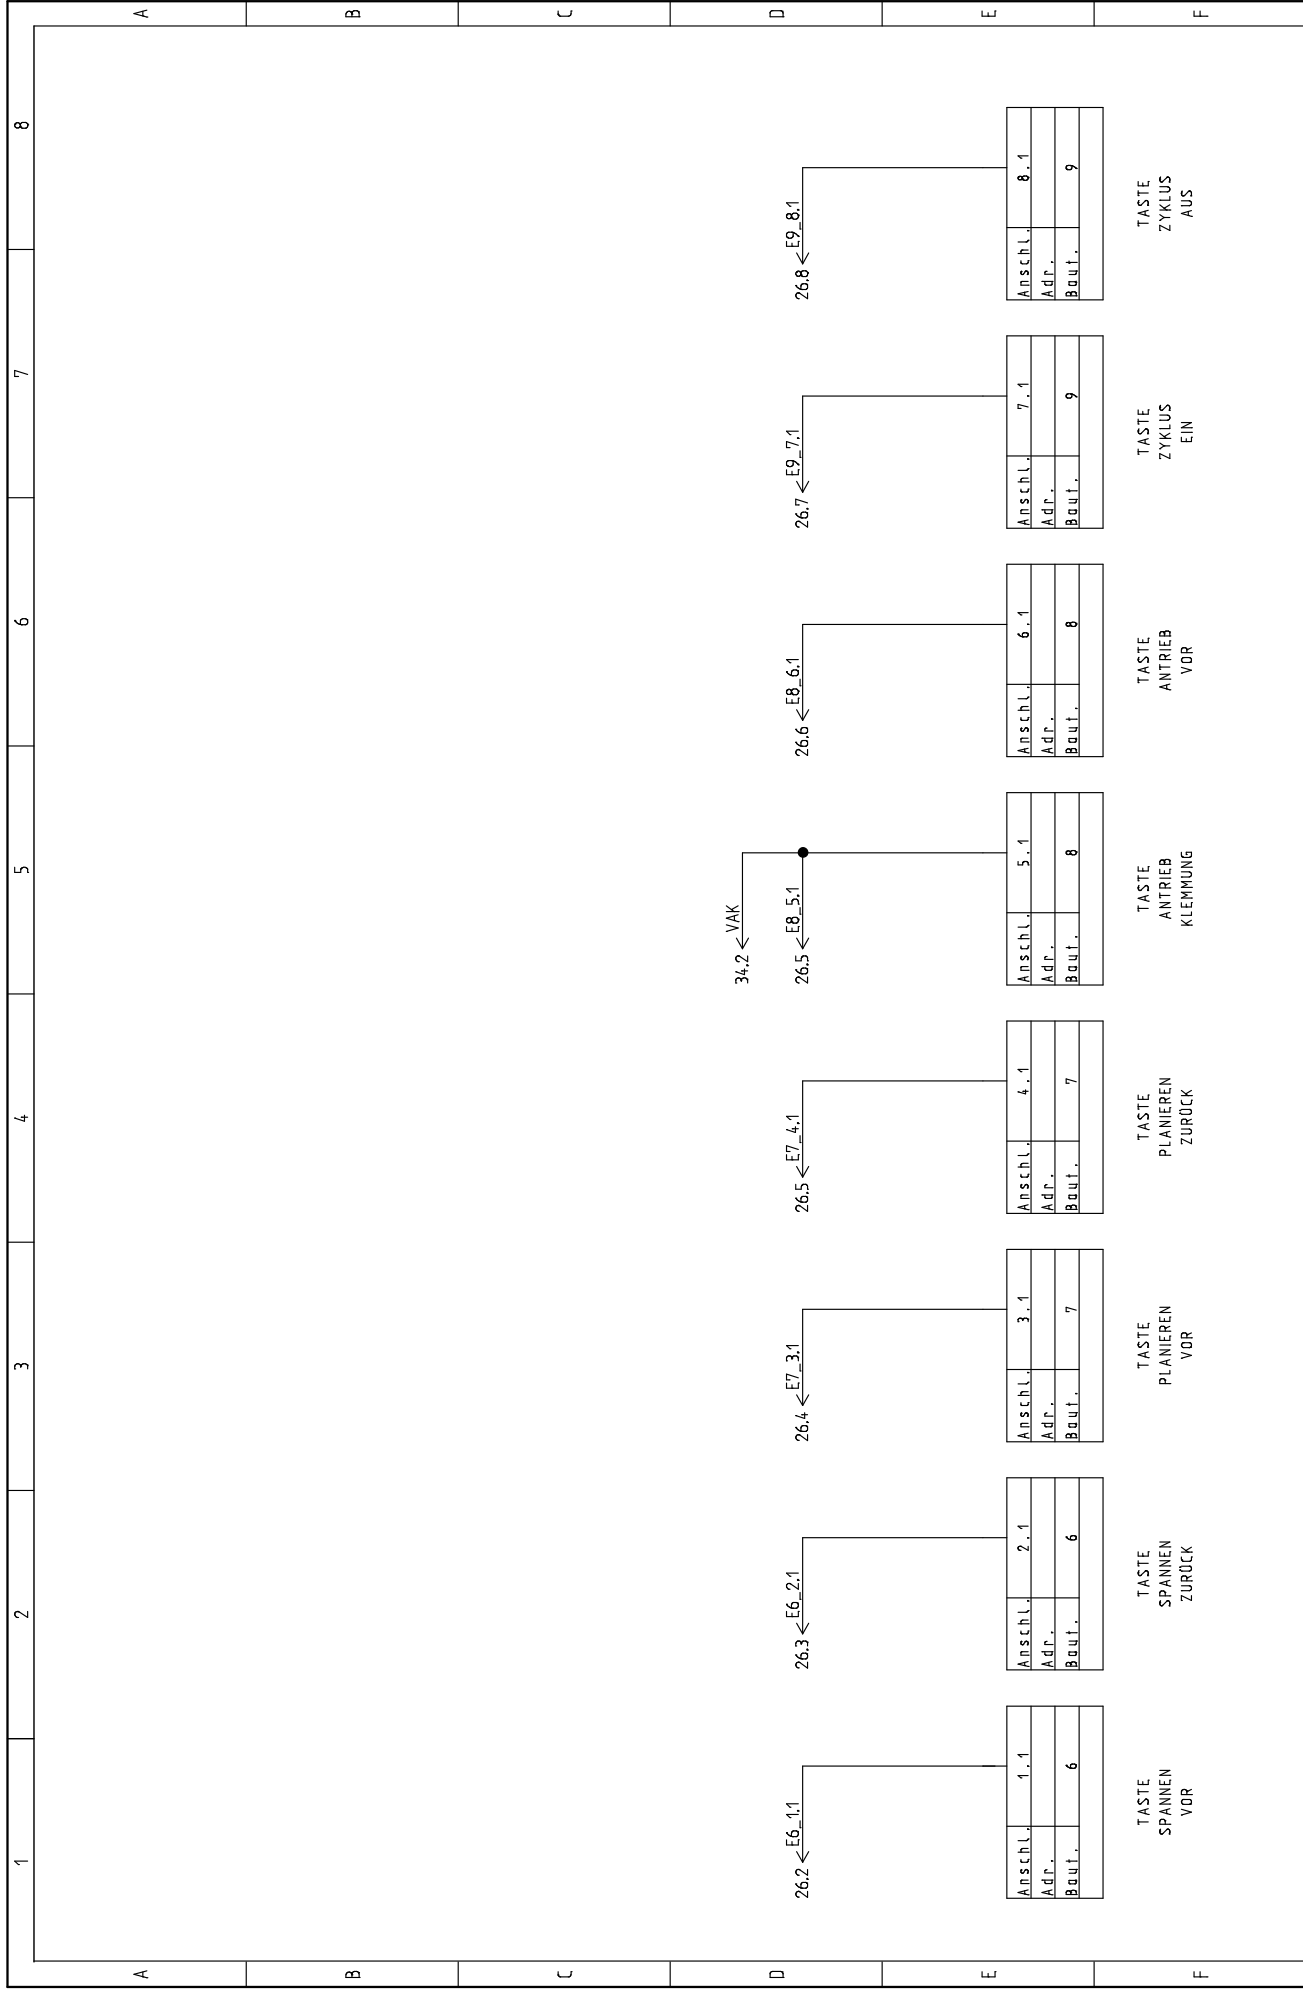 1 2 3 4 5 6 7 8
A A
B B
C C
D D
E E
F F
34.2 VAK
26.2 E6_1.1
26.3 E6_2.1
26.4 E7_3.1
26.5 E7_4.1
26.5 E8_5.1
26.6 E8_6.1
26.7 E9_7.1
26.8 E9_8.1
Anschl. 1.1
Adr.
Baut. 6
TASTE
SPANNEN
VOR
Anschl. 2.1
Adr.
Baut. 6
TASTE
SPANNEN
ZURÜCK
Anschl. 3.1
Adr.
Baut. 7
TASTE
PLANIEREN
VOR
Anschl. 4.1
Adr.
Baut. 7
TASTE
PLANIEREN
ZURÜCK
Anschl. 5.1
Adr.
Baut. 8
TASTE
ANTRIEB
KLEMMUNG
Anschl. 6.1
Adr.
Baut. 8
TASTE
ANTRIEB
VOR
Anschl. 7.1
Adr.
Baut. 9
TASTE
ZYKLUS
EIN
Anschl. 8.1
Adr.
Baut. 9
TASTE
ZYKLUS
AUS